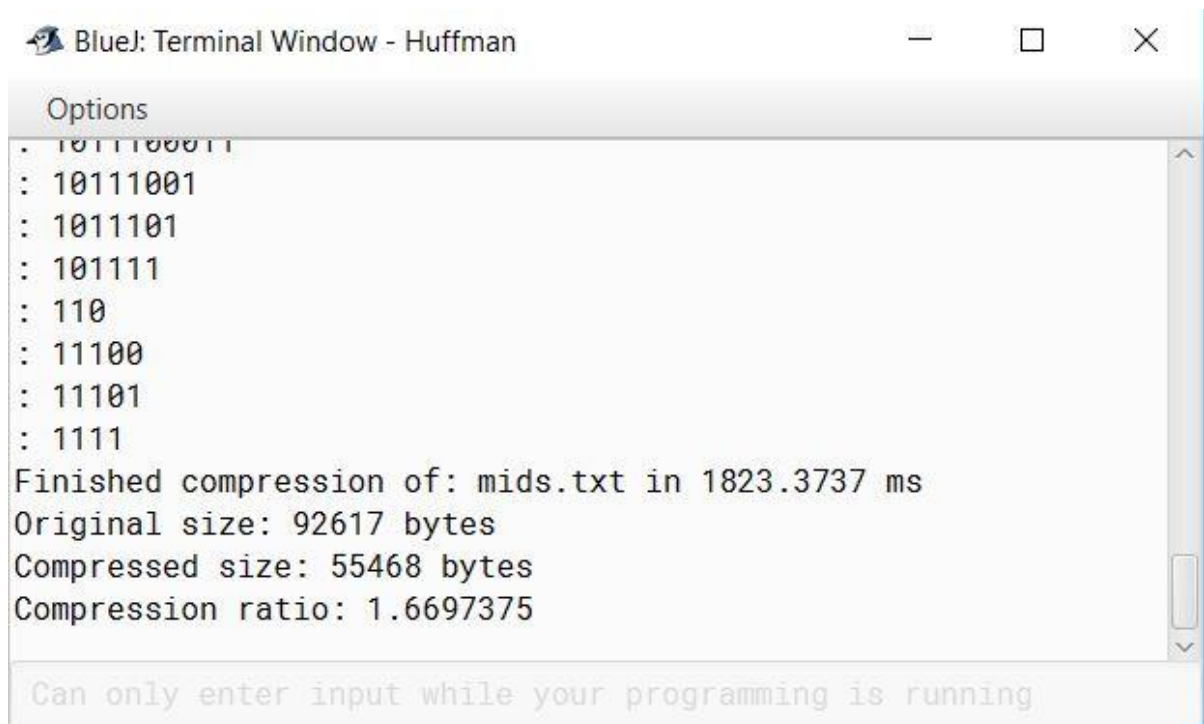 BlueJ: Terminal Window - Huffman
Options
: 1011100011
: 10111001
: 1011101
: 101111
: 110
: 11100
: 11101
: 1111
Finished compression of: mids.txt in 1823.3737 ms
Original size: 92617 bytes
Compressed size: 55468 bytes
Compression ratio: 1.6697375
Can only enter input while your programming is running